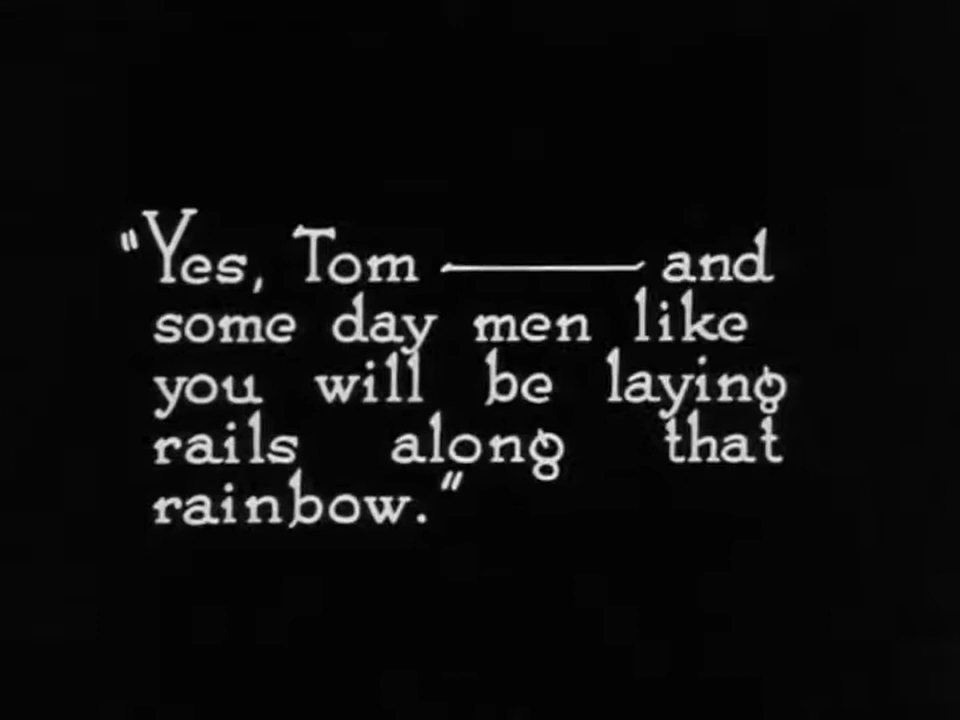 "Yes, Tom —— and
some day men like
you will be laying
rails along that
rainbow."